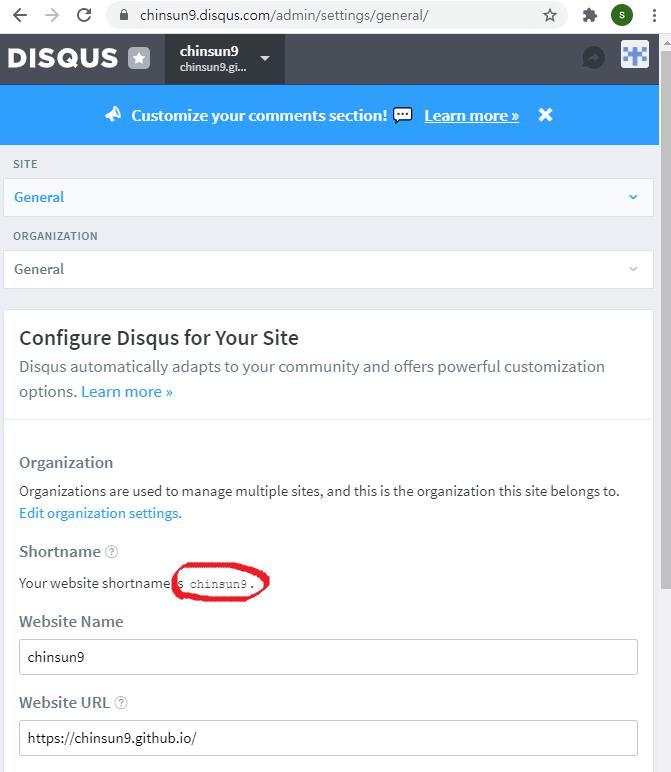 chinsun9.disqus.com/admin/settings/general/
S
DISQUS
chinsun9
chinsun9.gi...
Customize your comments section! 💬 Learn more » ✕
SITE
General
ORGANIZATION
General
Configure Disqus for Your Site
Disqus automatically adapts to your community and offers powerful customization
options. Learn more »
Organization
Organizations are used to manage multiple sites, and this is the organization this site belongs to.
Edit organization settings.
Shortname ?
Your website shortname is chinsun9.
Website Name
chinsun9
Website URL ?
https://chinsun9.github.io/